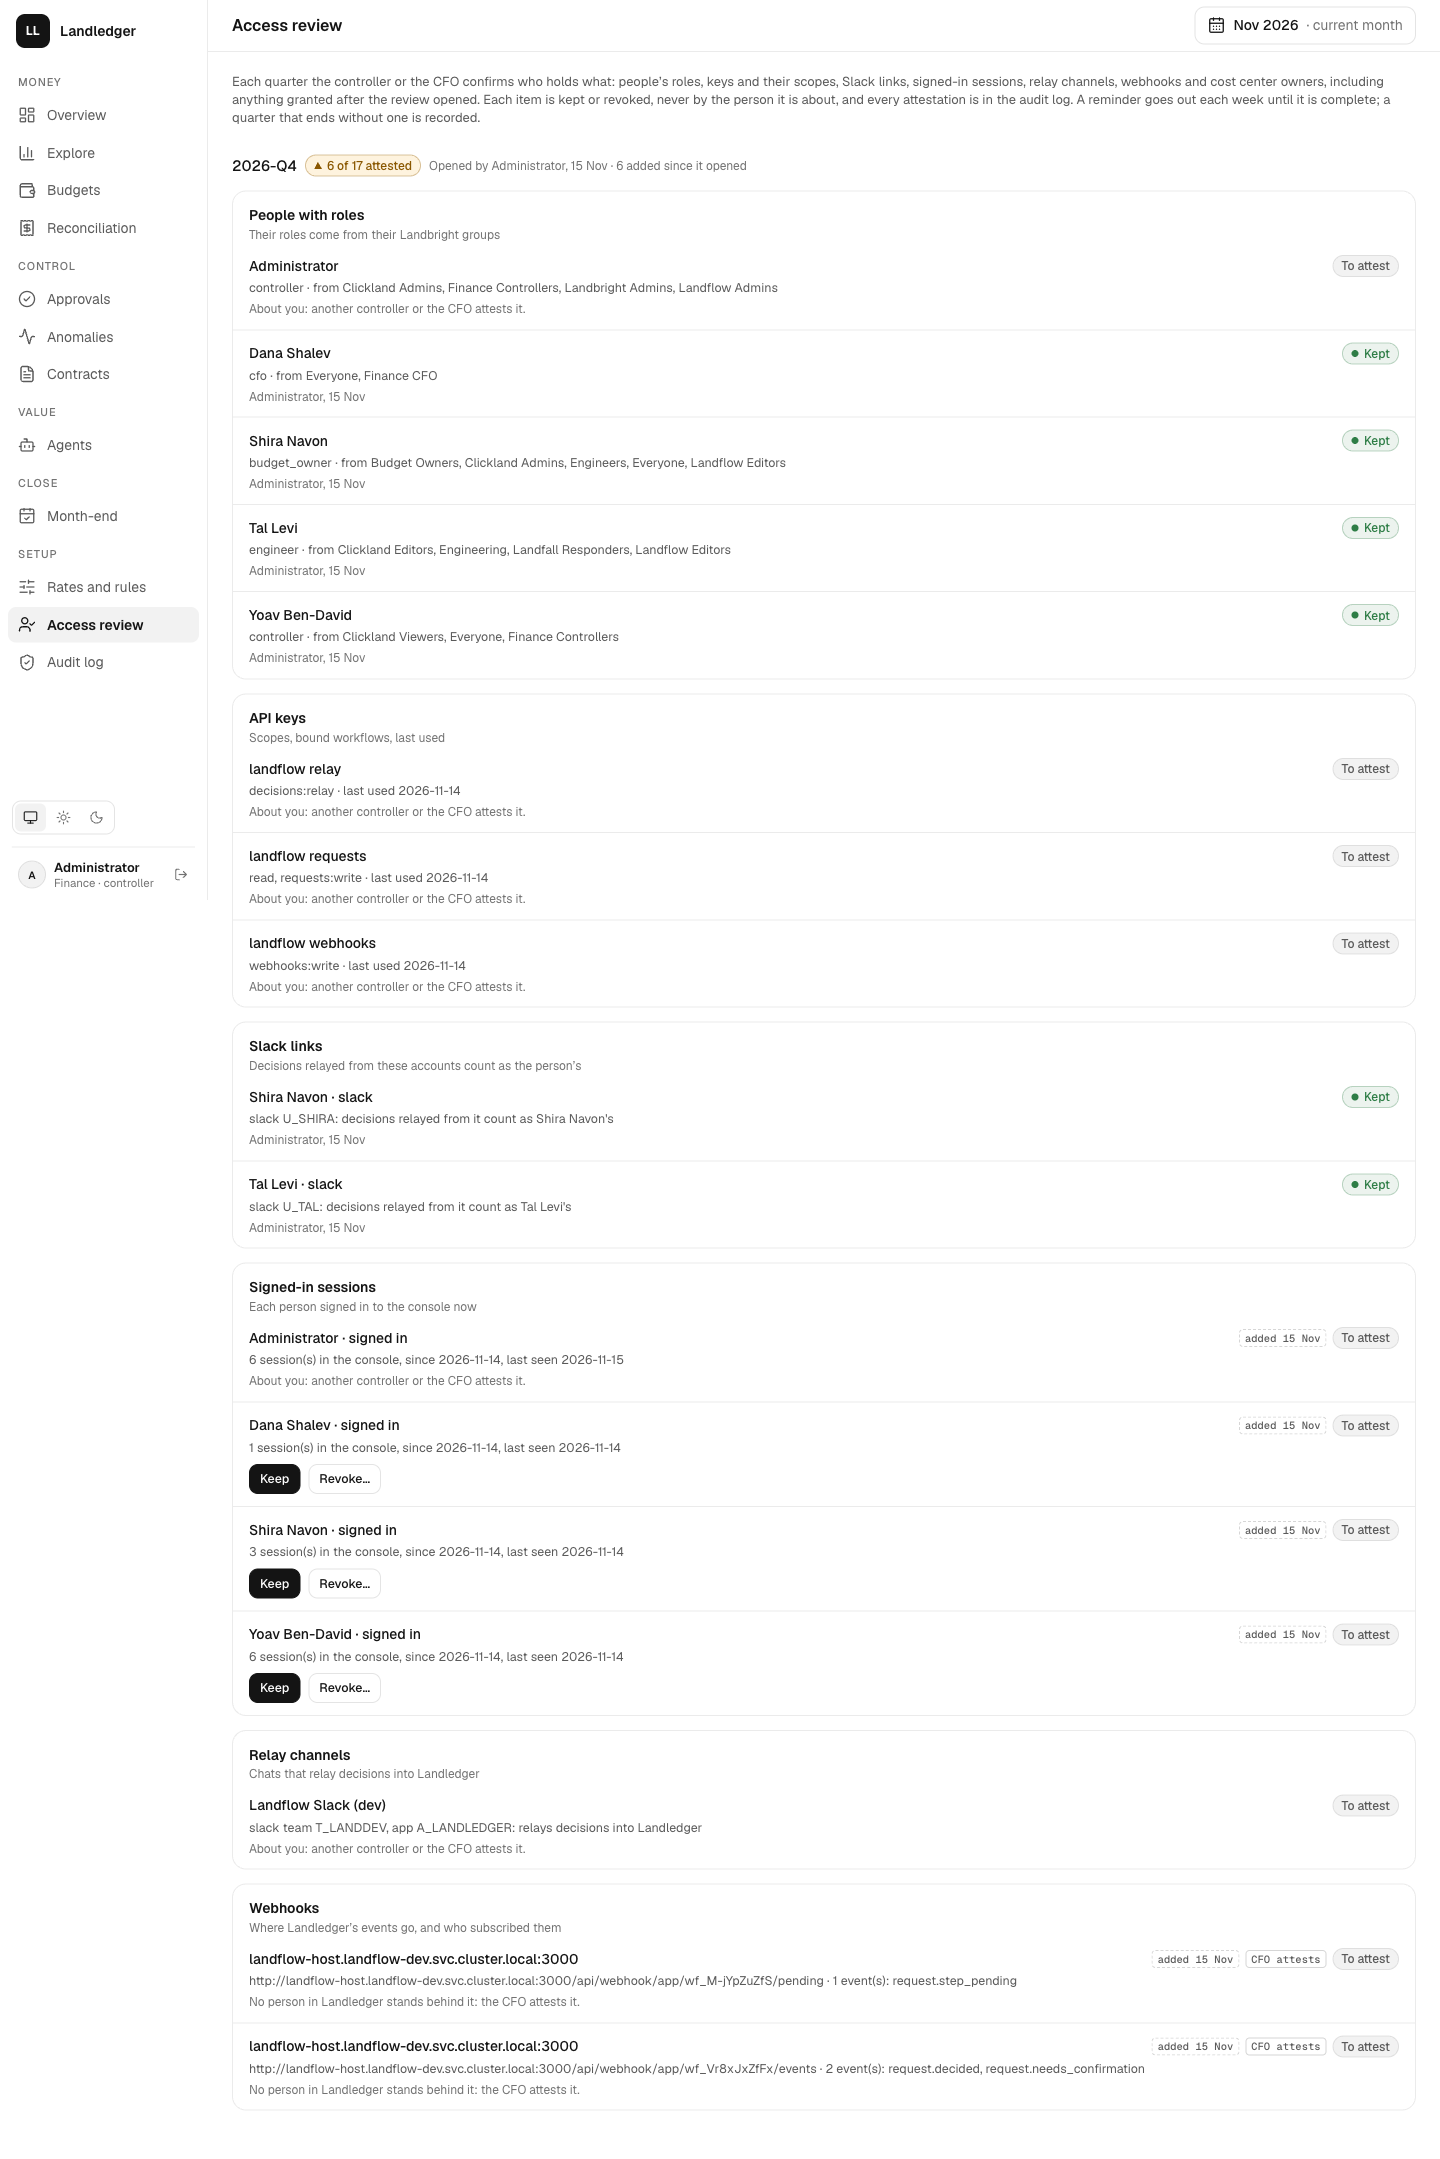 LL
Landledger
MONEY
Overview
Explore
Budgets
Reconciliation
CONTROL
Approvals
Anomalies
Contracts
VALUE
Agents
CLOSE
Month-end
SETUP
Rates and rules
Access review
Audit log
A
Administrator
Finance · controller
Access review
Nov 2026 · current month
Each quarter the controller or the CFO confirms who holds what: people's roles, keys and their scopes, Slack links, signed-in sessions, relay channels, webhooks and cost center owners, including
anything granted after the review opened. Each item is kept or revoked, never by the person it is about, and every attestation is in the audit log. A reminder goes out each week until it is complete; a
quarter that ends without one is recorded.
2026-Q4 ▲ 6 of 17 attested Opened by Administrator, 15 Nov · 6 added since it opened
People with roles
Their roles come from their Landbright groups
Administrator To attest
controller · from Clickland Admins, Finance Controllers, Landbright Admins, Landflow Admins
About you: another controller or the CFO attests it.
Dana Shalev Kept
cfo · from Everyone, Finance CFO
Administrator, 15 Nov
Shira Navon Kept
budget_owner · from Budget Owners, Clickland Admins, Engineers, Everyone, Landflow Editors
Administrator, 15 Nov
Tal Levi Kept
engineer · from Clickland Editors, Engineering, Landfall Responders, Landflow Editors
Administrator, 15 Nov
Yoav Ben-David Kept
controller · from Clickland Viewers, Everyone, Finance Controllers
Administrator, 15 Nov
API keys
Scopes, bound workflows, last used
landflow relay To attest
decisions:relay · last used 2026-11-14
About you: another controller or the CFO attests it.
landflow requests To attest
read, requests:write · last used 2026-11-14
About you: another controller or the CFO attests it.
landflow webhooks To attest
webhooks:write · last used 2026-11-14
About you: another controller or the CFO attests it.
Slack links
Decisions relayed from these accounts count as the person's
Shira Navon · slack Kept
slack U_SHIRA: decisions relayed from it count as Shira Navon's
Administrator, 15 Nov
Tal Levi · slack Kept
slack U_TAL: decisions relayed from it count as Tal Levi's
Administrator, 15 Nov
Signed-in sessions
Each person signed in to the console now
Administrator · signed in added 15 Nov To attest
6 session(s) in the console, since 2026-11-14, last seen 2026-11-15
About you: another controller or the CFO attests it.
Dana Shalev · signed in added 15 Nov To attest
1 session(s) in the console, since 2026-11-14, last seen 2026-11-14
Keep Revoke…
Shira Navon · signed in added 15 Nov To attest
3 session(s) in the console, since 2026-11-14, last seen 2026-11-14
Keep Revoke…
Yoav Ben-David · signed in added 15 Nov To attest
6 session(s) in the console, since 2026-11-14, last seen 2026-11-14
Keep Revoke…
Relay channels
Chats that relay decisions into Landledger
Landflow Slack (dev) To attest
slack team T_LANDDEV, app A_LANDLEDGER: relays decisions into Landledger
About you: another controller or the CFO attests it.
Webhooks
Where Landledger's events go, and who subscribed them
landflow-host.landflow-dev.svc.cluster.local:3000 added 15 Nov CFO attests To attest
http://landflow-host.landflow-dev.svc.cluster.local:3000/api/webhook/app/wf_M-jYpZuZfS/pending · 1 event(s): request.step_pending
No person in Landledger stands behind it: the CFO attests it.
landflow-host.landflow-dev.svc.cluster.local:3000 added 15 Nov CFO attests To attest
http://landflow-host.landflow-dev.svc.cluster.local:3000/api/webhook/app/wf_Vr8xJxZfFx/events · 2 event(s): request.decided, request.needs_confirmation
No person in Landledger stands behind it: the CFO attests it.